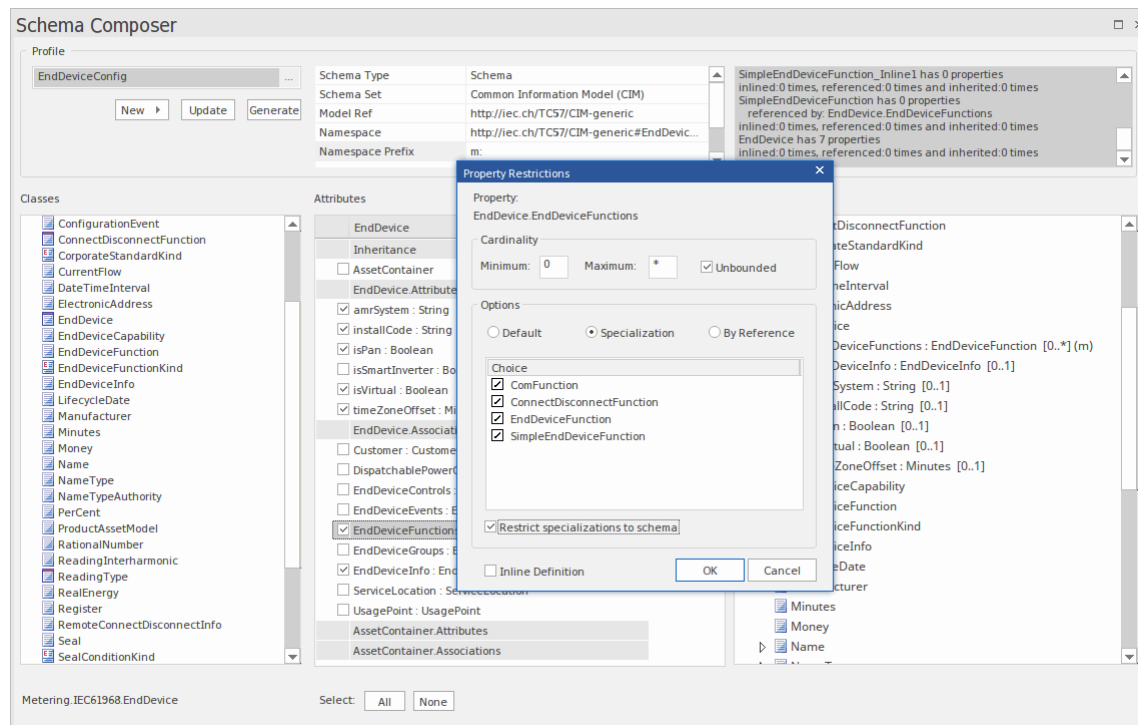 Schema Composer
Profile
EndDeviceConfig
...
New
Update
Generate
Schema Type Schema
Schema Set Common Information Model (CIM)
Model Ref http://iec.ch/TC57/CIM-generic
Namespace http://iec.ch/TC57/CIM-generic#EndDevic...
Namespace Prefix m:
SimpleEndDeviceFunction_Inline1 has 0 properties
inlined:0 times, referenced:0 times and inherited:0 times
SimpleEndDeviceFunction has 0 properties
referenced by: EndDevice.EndDeviceFunctions
inlined:0 times, referenced:0 times and inherited:0 times
EndDevice has 7 properties
inlined:0 times, referenced:0 times and inherited:0 times
Classes
ConfigurationEvent
ConnectDisconnectFunction
CorporateStandardKind
CurrentFlow
DateTimeInterval
ElectronicAddress
EndDevice
EndDeviceCapability
EndDeviceFunction
EndDeviceFunctionKind
EndDeviceInfo
LifecycleDate
Manufacturer
Minutes
Money
Name
NameType
NameTypeAuthority
PerCent
ProductAssetModel
RationalNumber
ReadingInterharmonic
ReadingType
RealEnergy
Register
RemoteConnectDisconnectInfo
Seal
SealConditionKind
Attributes
EndDevice
Inheritance
AssetContainer
EndDevice.Attribute
amrSystem : String
installCode : String
isPan : Boolean
isSmartInverter : Bo
isVirtual : Boolean
timeZoneOffset : Mi
EndDevice.Associati
Customer : Custome
DispatchablePowerC
EndDeviceControls :
EndDeviceEvents : E
EndDeviceFunctions
EndDeviceGroups : E
EndDeviceInfo : End
ServiceLocation : ServiceLocation
UsagePoint : UsagePoint
AssetContainer.Attributes
AssetContainer.Associations
Property Restrictions
Property:
EndDevice.EndDeviceFunctions
Cardinality
Minimum: 0 Maximum: * Unbounded
Options
Default Specialization By Reference
Choice
ComFunction
ConnectDisconnectFunction
EndDeviceFunction
SimpleEndDeviceFunction
Restrict specializations to schema
Inline Definition
OK
Cancel
tDisconnectFunction
ateStandardKind
Flow
neInterval
nicAddress
ice
DeviceFunctions : EndDeviceFunction [0..*] (m)
DeviceInfo : EndDeviceInfo [0..1]
System : String [0..1]
allCode : String [0..1]
n : Boolean [0..1]
tual : Boolean [0..1]
ZoneOffset : Minutes [0..1]
iceCapability
iceFunction
iceFunctionKind
iceInfo
eDate
cturer
Minutes
Money
Name
Metering.IEC61968.EndDevice
Select: All None